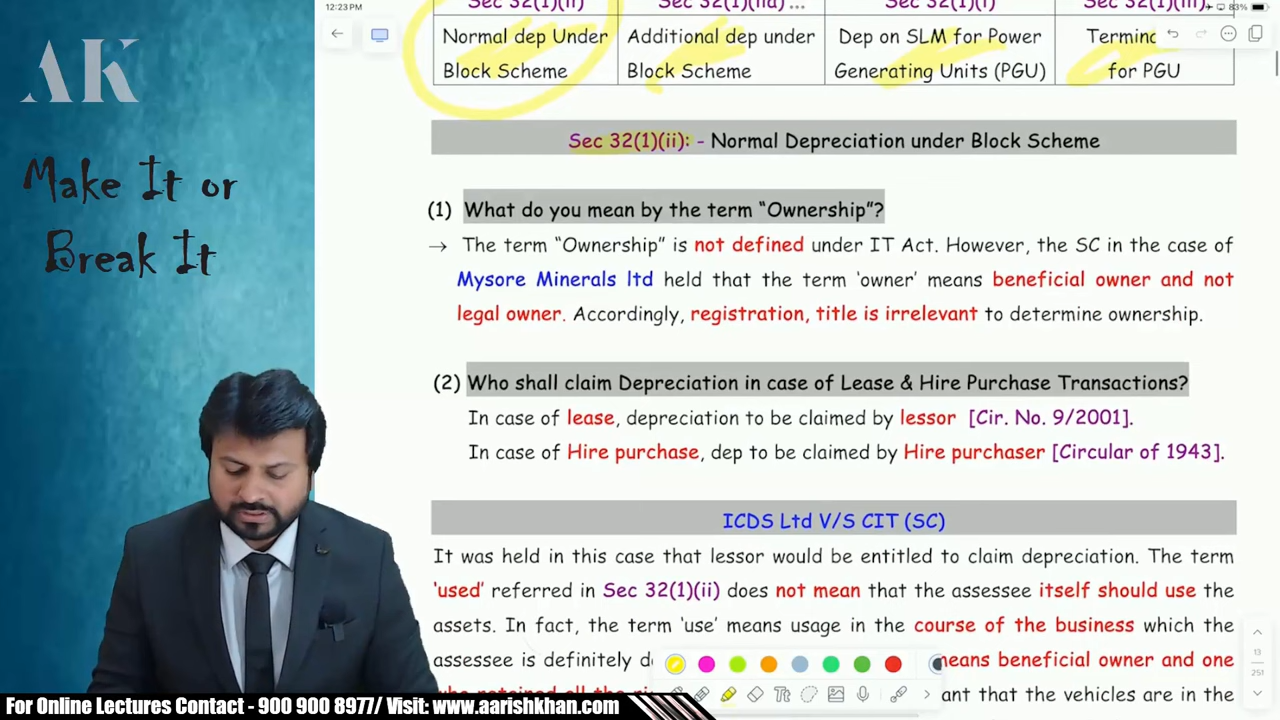 12:23 PM
83%
Sec 32(1)(ii)
Sec 32(1)(iia) ...
Sec 32(1)(i)
Sec 32(1)(iii)
Normal dep Under
Block Scheme
Additional dep under
Block Scheme
Dep on SLM for Power
Generating Units (PGU)
for PGU
AK
Make It or
Break It
Sec 32(1)(ii): - Normal Depreciation under Block Scheme
(1) What do you mean by the term “Ownership”?
→ The term “Ownership” is not defined under IT Act. However, the SC in the case of
Mysore Minerals ltd held that the term ‘owner’ means beneficial owner and not
legal owner. Accordingly, registration, title is irrelevant to determine ownership.
(2) Who shall claim Depreciation in case of Lease & Hire Purchase Transactions?
In case of lease, depreciation to be claimed by lessor [Cir. No. 9/2001].
In case of Hire purchase, dep to be claimed by Hire purchaser [Circular of 1943].
ICDS Ltd V/S CIT (SC)
It was held in this case that lessor would be entitled to claim depreciation. The term
‘used’ referred in Sec 32(1)(ii) does not mean that the assessee itself should use the
assets. In fact, the term ‘use’ means usage in the course of the business which the
assessee is definitely means beneficial owner and one
who retained all the that the vehicles are in the
13
251
For Online Lectures Contact - 900 900 8977/ Visit: www.aarishkhan.com